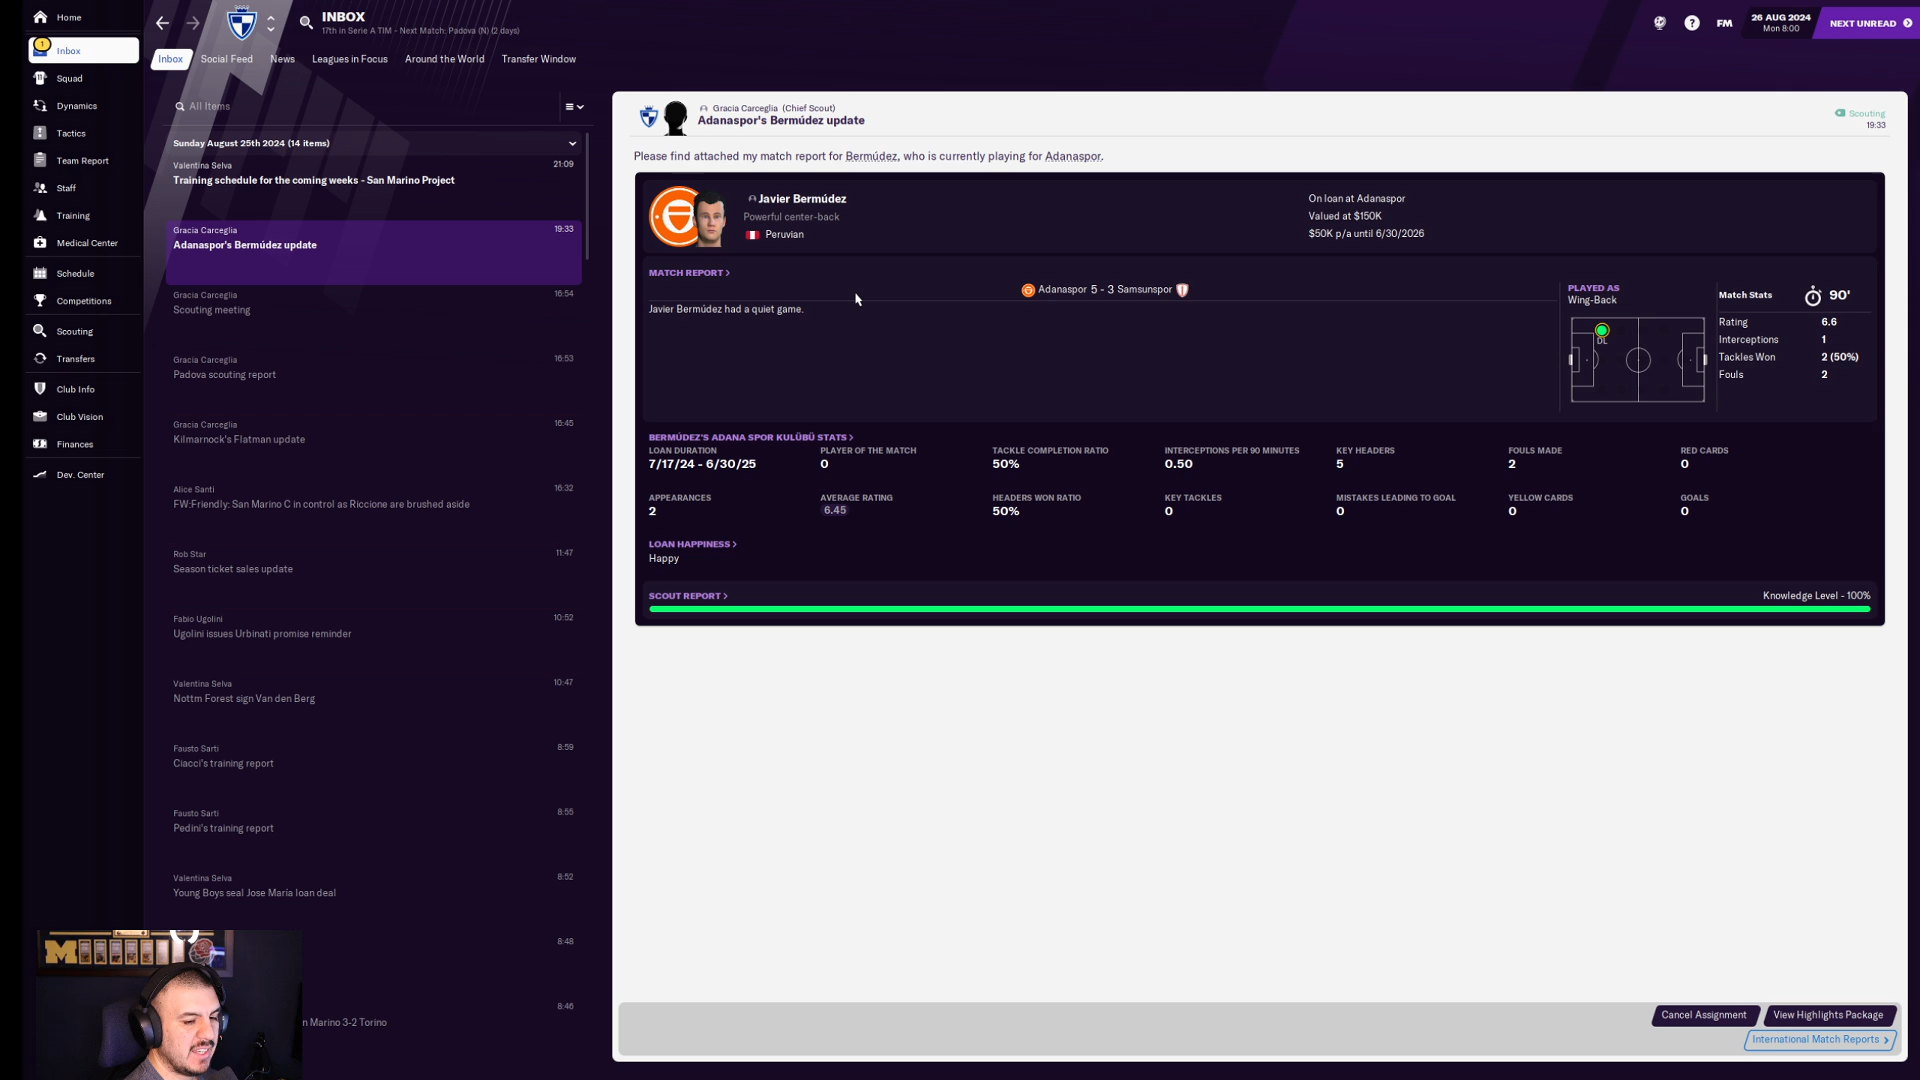 Home
Inbox
1
Squad
Dynamics
Tactics
Team Report
Staff
Training
Medical Center
Schedule
Competitions
Scouting
Transfers
Club Info
Club Vision
Finances
Dev. Center
INBOX
17th in Serie A TIM - Next Match: Padova (N) (2 days)
FM
26 AUG 2024
Mon 8:00
NEXT UNREAD
Inbox Social Feed News Leagues in Focus Around the World Transfer Window
All Items
Sunday August 25th 2024 (14 items)
Valentina Selva 21:09
Training schedule for the coming weeks - San Marino Project
Gracia Carceglia 19:33
Adanaspor's Bermúdez update
Gracia Carceglia 16:54
Scouting meeting
Gracia Carceglia 16:53
Padova scouting report
Gracia Carceglia 16:45
Kilmarnock's Flatman update
Alice Santi 16:32
FW:Friendly: San Marino C in control as Riccione are brushed aside
Rob Star 11:47
Season ticket sales update
Fabio Ugolini 10:52
Ugolini issues Urbinati promise reminder
Valentina Selva 10:47
Nottm Forest sign Van den Berg
Fausto Sarti 8:59
Ciacci's training report
Fausto Sarti 8:55
Pedini's training report
Valentina Selva 8:52
Young Boys seal Jose María loan deal
8:48
8:46
n Marino 3-2 Torino
M
Gracia Carceglia (Chief Scout)
Adanaspor's Bermúdez update
Scouting
19:33
Please find attached my match report for Bermúdez, who is currently playing for Adanaspor.
Javier Bermúdez
Powerful center-back
Peruvian
On loan at Adanaspor
Valued at $150K
$50K p/a until 6/30/2026
MATCH REPORT >
Adanaspor 5 - 3 Samsunspor
Javier Bermúdez had a quiet game.
PLAYED AS
Wing-Back
DL
Match Stats 90'
Rating 6.6
Interceptions 1
Tackles Won 2 (50%)
Fouls 2
BERMÚDEZ'S ADANA SPOR KULÜBÜ STATS >
LOAN DURATION PLAYER OF THE MATCH TACKLE COMPLETION RATIO INTERCEPTIONS PER 90 MINUTES KEY HEADERS FOULS MADE RED CARDS
7/17/24 - 6/30/25 0 50% 0.50 5 2 0
APPEARANCES AVERAGE RATING HEADERS WON RATIO KEY TACKLES MISTAKES LEADING TO GOAL YELLOW CARDS GOALS
2 6.45 50% 0 0 0 0
LOAN HAPPINESS >
Happy
SCOUT REPORT > Knowledge Level - 100%
Cancel Assignment View Highlights Package
International Match Reports >